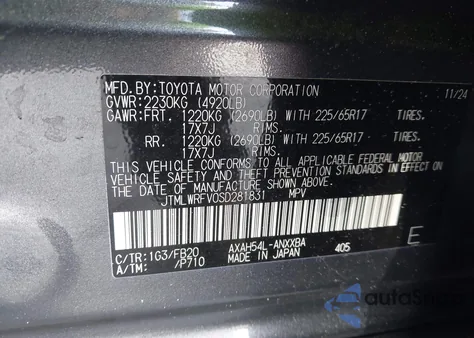 MFD.BY:TOYOTA MOTOR CORPORATION 11/24
GVWR:2230KG (4920LB)
GAWR:FRT. 1220KG (2690LB) WITH 225/65R17 TIRES.
17X7J RIMS.
RR. 1220KG (2690LB) WITH 225/65R17 TIRES.
17X7J RIMS.
THIS VEHICLE CONFORMS TO ALL APPLICABLE FEDERAL MOTOR
VEHICLE SAFETY AND THEFT PREVENTION STANDARDS IN EFFECT ON
THE DATE OF MANUFACTURE SHOWN ABOVE.
JTMLWRFV0SD281831 MPV
C/TR:1G3/FB20 AXAH54L-ANXXBA 405 E
A/TM: /P710 MADE IN JAPAN